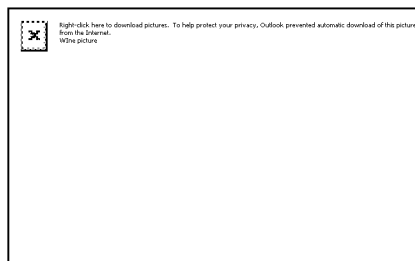 Right-click here to download pictures. To help protect your privacy, Outlook prevented automatic download of this picture
from the Internet.
WIne picture